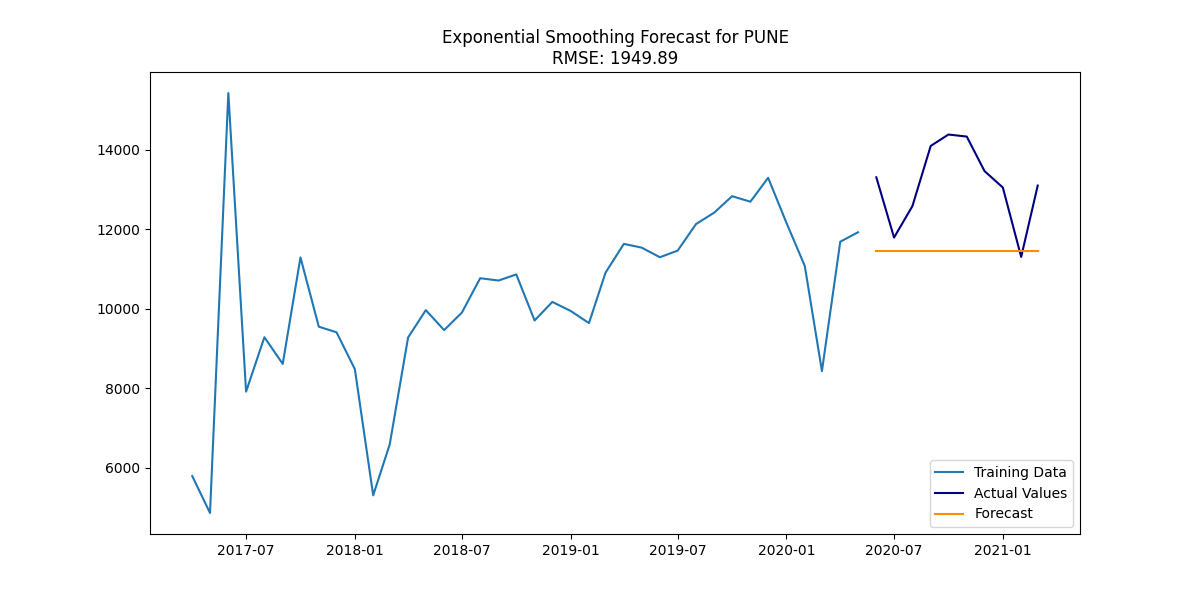 Exponential Smoothing Forecast for PUNE
RMSE: 1949.89
14000
12000
10000
8000
6000
Training Data
Actual Values
Forecast
2017-07 2018-01 2018-07 2019-01 2019-07 2020-01 2020-07 2021-01